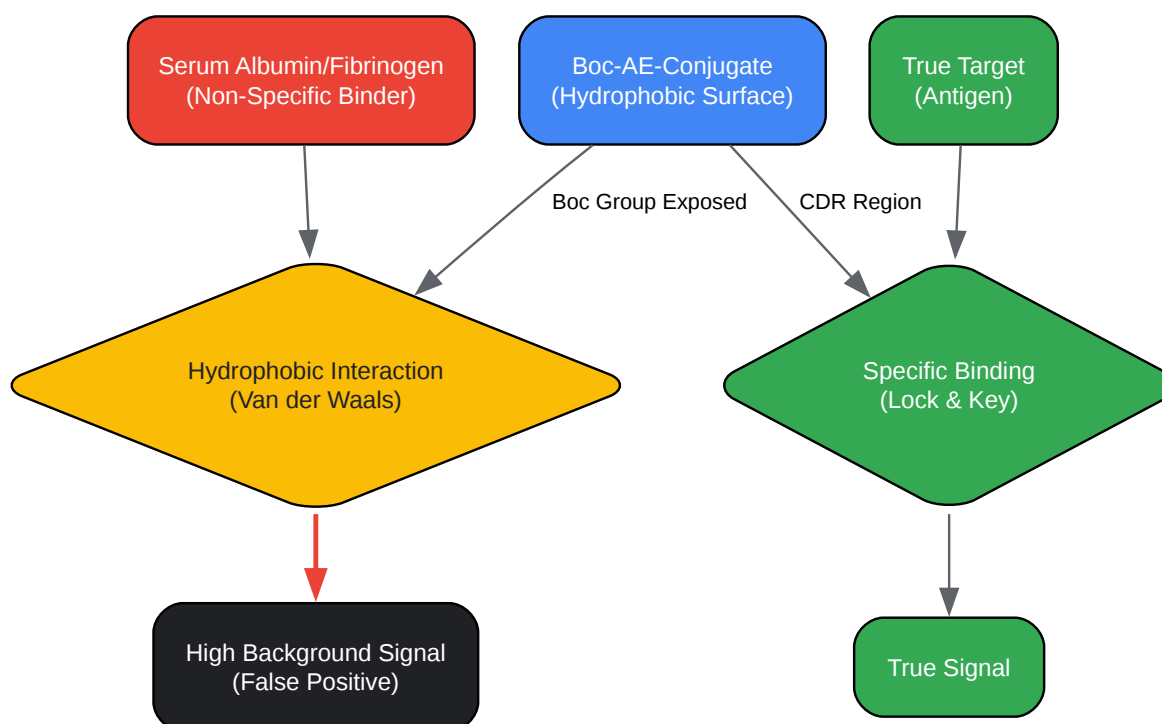 Serum Albumin/Fibrinogen
(Non-Specific Binder)
Boc-AE-Conjugate
(Hydrophobic Surface)
True Target
(Antigen)
Boc Group Exposed
CDR Region
Hydrophobic Interaction
(Van der Waals)
Specific Binding
(Lock & Key)
High Background Signal
(False Positive)
True Signal